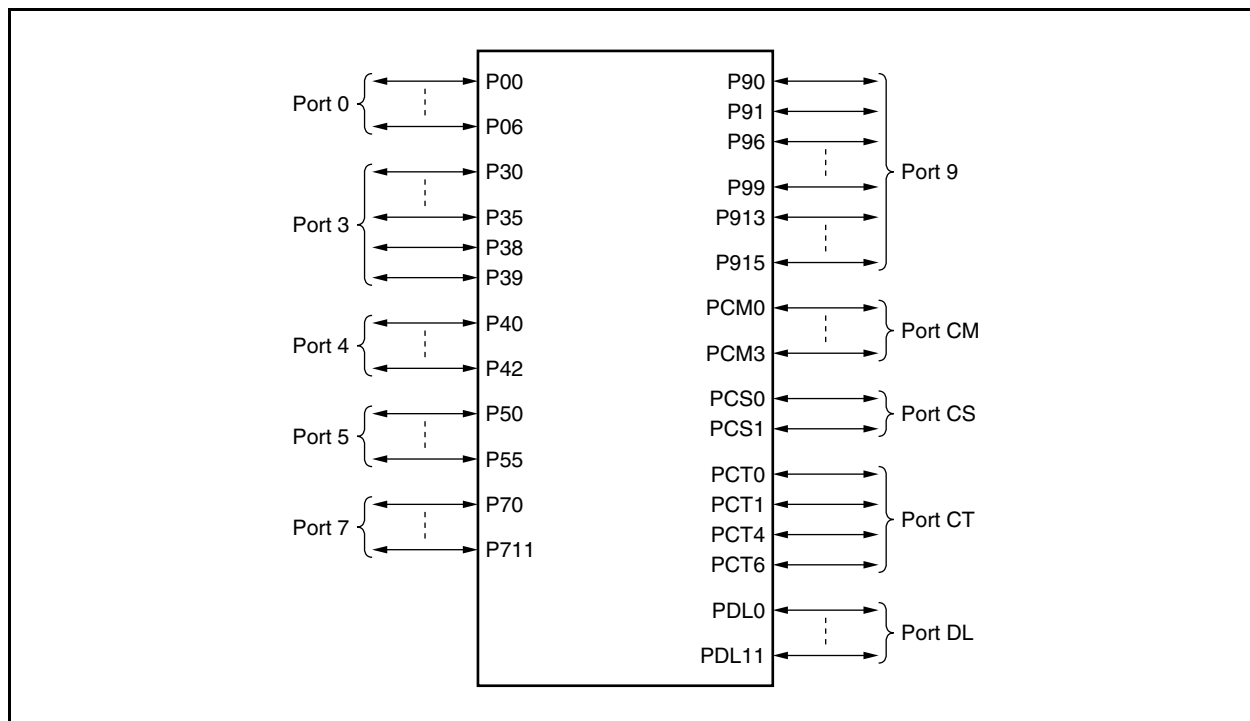 Port 0
P00
P06
Port 3
P30
P35
P38
P39
Port 4
P40
P42
Port 5
P50
P55
Port 7
P70
P711
P90
P91
P96
P99
P913
P915
Port 9
PCM0
PCM3
Port CM
PCS0
PCS1
Port CS
PCT0
PCT1
PCT4
PCT6
Port CT
PDL0
PDL11
Port DL